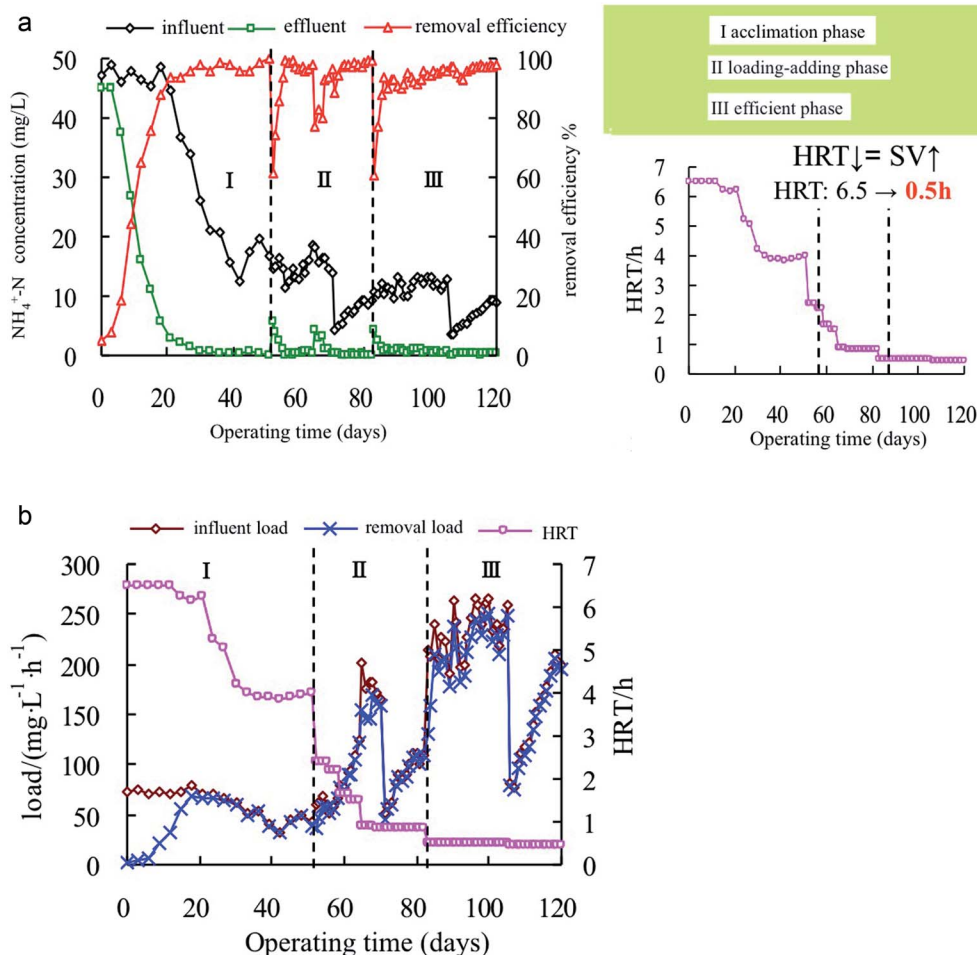 a
influent effluent removal efficiency
NH₄⁺-N concentration (mg/L)
50
40
30
20
10
0
removal efficiency %
100
80
60
40
20
0
I
II
III
0 20 40 60 80 100 120
Operating time (days)
I acclimation phase
II loading-adding phase
III efficient phase
HRT↓= SV↑
HRT: 6.5 → 0.5h
HRT/h
7
6
5
4
3
2
1
0
0 20 40 60 80 100 120
Operating time (days)
b
influent load removal load HRT
load/(mg·L⁻¹·h⁻¹)
300
250
200
150
100
50
0
I
II
III
HRT/h
7
6
5
4
3
2
1
0
0 20 40 60 80 100 120
Operating time (days)